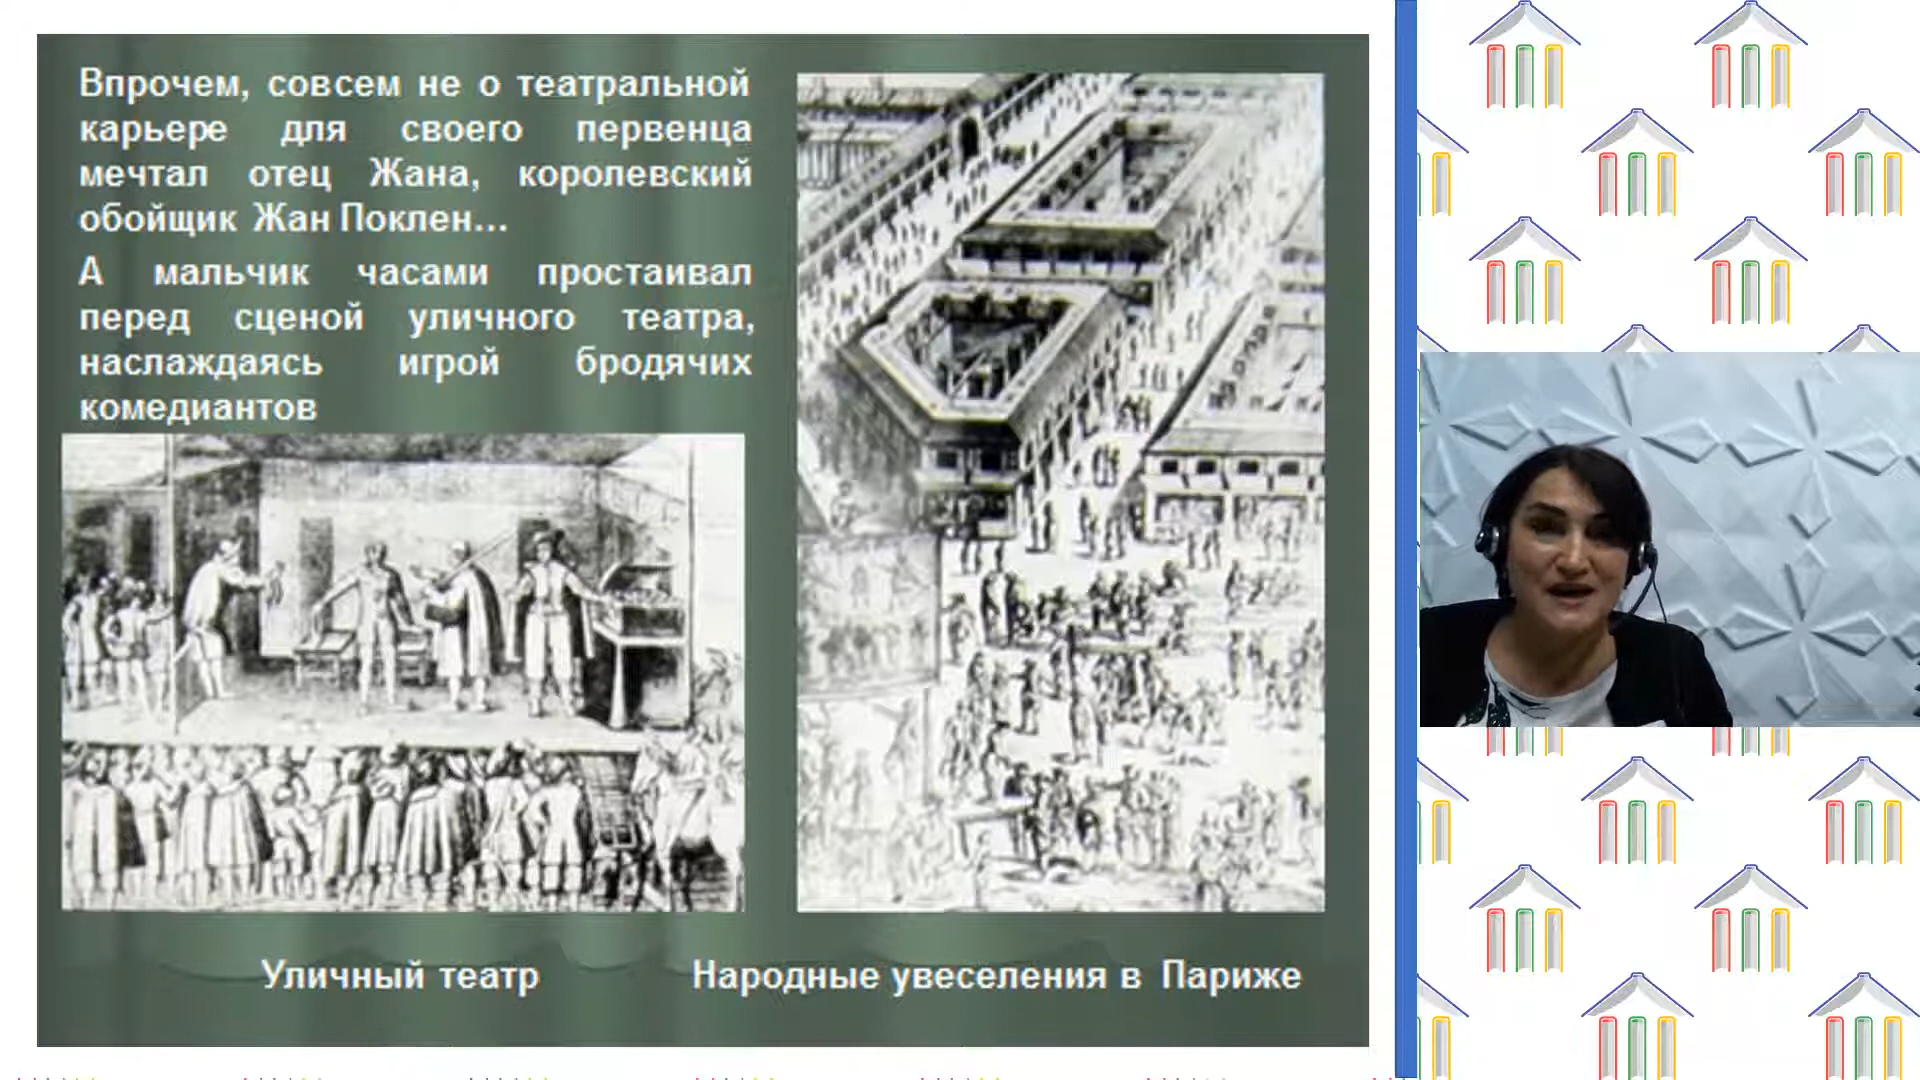 Впрочем, совсем не о театральной
карьере для своего первенца
мечтал отец Жана, королевский
обойщик Жан Поклен...
А мальчик часами простаивал
перед сценой уличного театра,
наслаждаясь игрой бродячих
комедиантов
Уличный театр
Народные увеселения в Париже